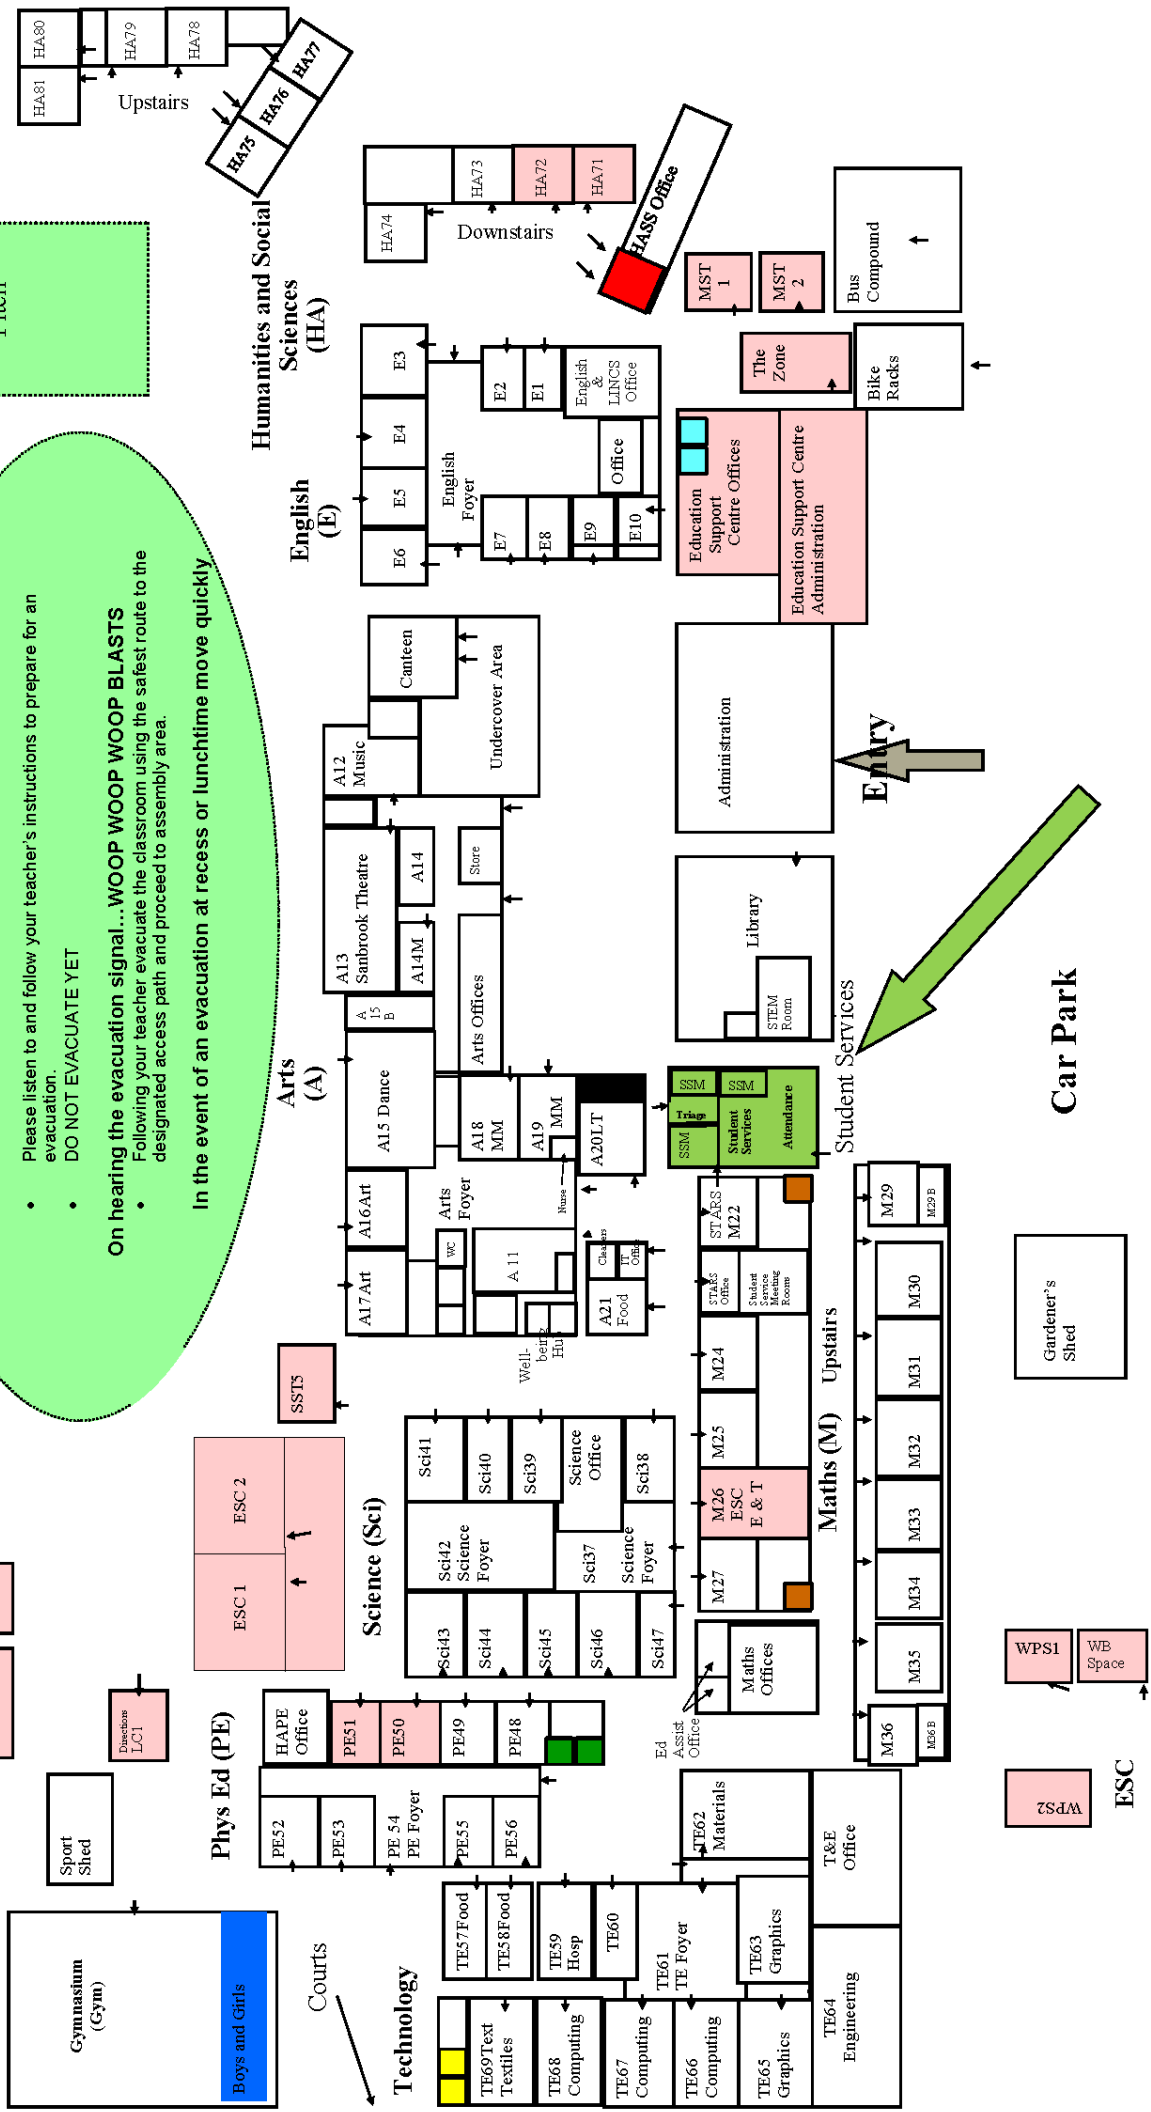 Pitch
Please listen to and follow your teacher's instructions to prepare for an
evacuation.
DO NOT EVACUATE YET
On hearing the evacuation signal...WOOP WOOP WOOP BLASTS
Following your teacher evacuate the classroom using the safest route to the
designated access path and proceed to assembly area.
In the event of an evacuation at recess or lunchtime move quickly
Gymnasium
(Gym)
Boys and Girls
Sport
Shed
Directions
LC1
Courts
Phys Ed (PE)
HAPE
Office
PE51
PE50
PE49
PE48
PE52
PE53
PE 54
PE Foyer
PE55
PE56
Technology
TE57Food
TE58Food
TE59
Hosp
TE60
TE61
TE Foyer
TE62
Materials
TE63
Graphics
T&E
Office
TE64
Engineering
TE65
Graphics
TE66
Computing
TE67
Computing
TE68
Computing
TE69Text
Textiles
ESC 1
ESC 2
SST5
Science (Sci)
Sci41
Sci40
Sci39
Science
Office
Sci38
Sci42
Science
Foyer
Sci37
Science
Foyer
Sci43
Sci44
Sci45
Sci46
Sci47
Arts
(A)
A17Art
A16Art
A15 Dance
A
15
B
A13
Sanbrook Theatre
A14M
A14
A12
Music
Canteen
Undercover Area
Store
Arts Offices
A18
MM
A19
MM
A20LT
Nurse
Arts
Foyer
WC
A 11
Well-
being
Hub
A21
Food
Cleaners
IT
Office
English
(E)
E6
E5
E4
E3
English
Foyer
E2
E1
English
&
LINCS
Office
Office
E7
E8
E9
E10
Humanities and Social
Sciences
(HA)
HA80
HA79
HA78
HA81
Upstairs
HA77
HA76
HA75
HA74
HA73
HA72
HA71
Downstairs
HASS Office
MST
1
MST
2
The
Zone
Bus
Compound
Bike
Racks
Education
Support
Centre Offices
Education Support Centre
Administration
Administration
Entry
Library
STEM
Room
Student Services
SSM
SSM
Triage
SSM
Student
Services
Attendance
STARS
M22
STARS
Office
Student
Service
Meeting
Rooms
M24
M25
M26
ESC
E & T
M27
Maths
Offices
Ed
Assist
Office
Maths (M)
Upstairs
M29
M29B
M30
M31
M32
M33
M34
M35
M36
M36B
Car Park
Gardener's
Shed
WPS1
WB
Space
WPS2
ESC